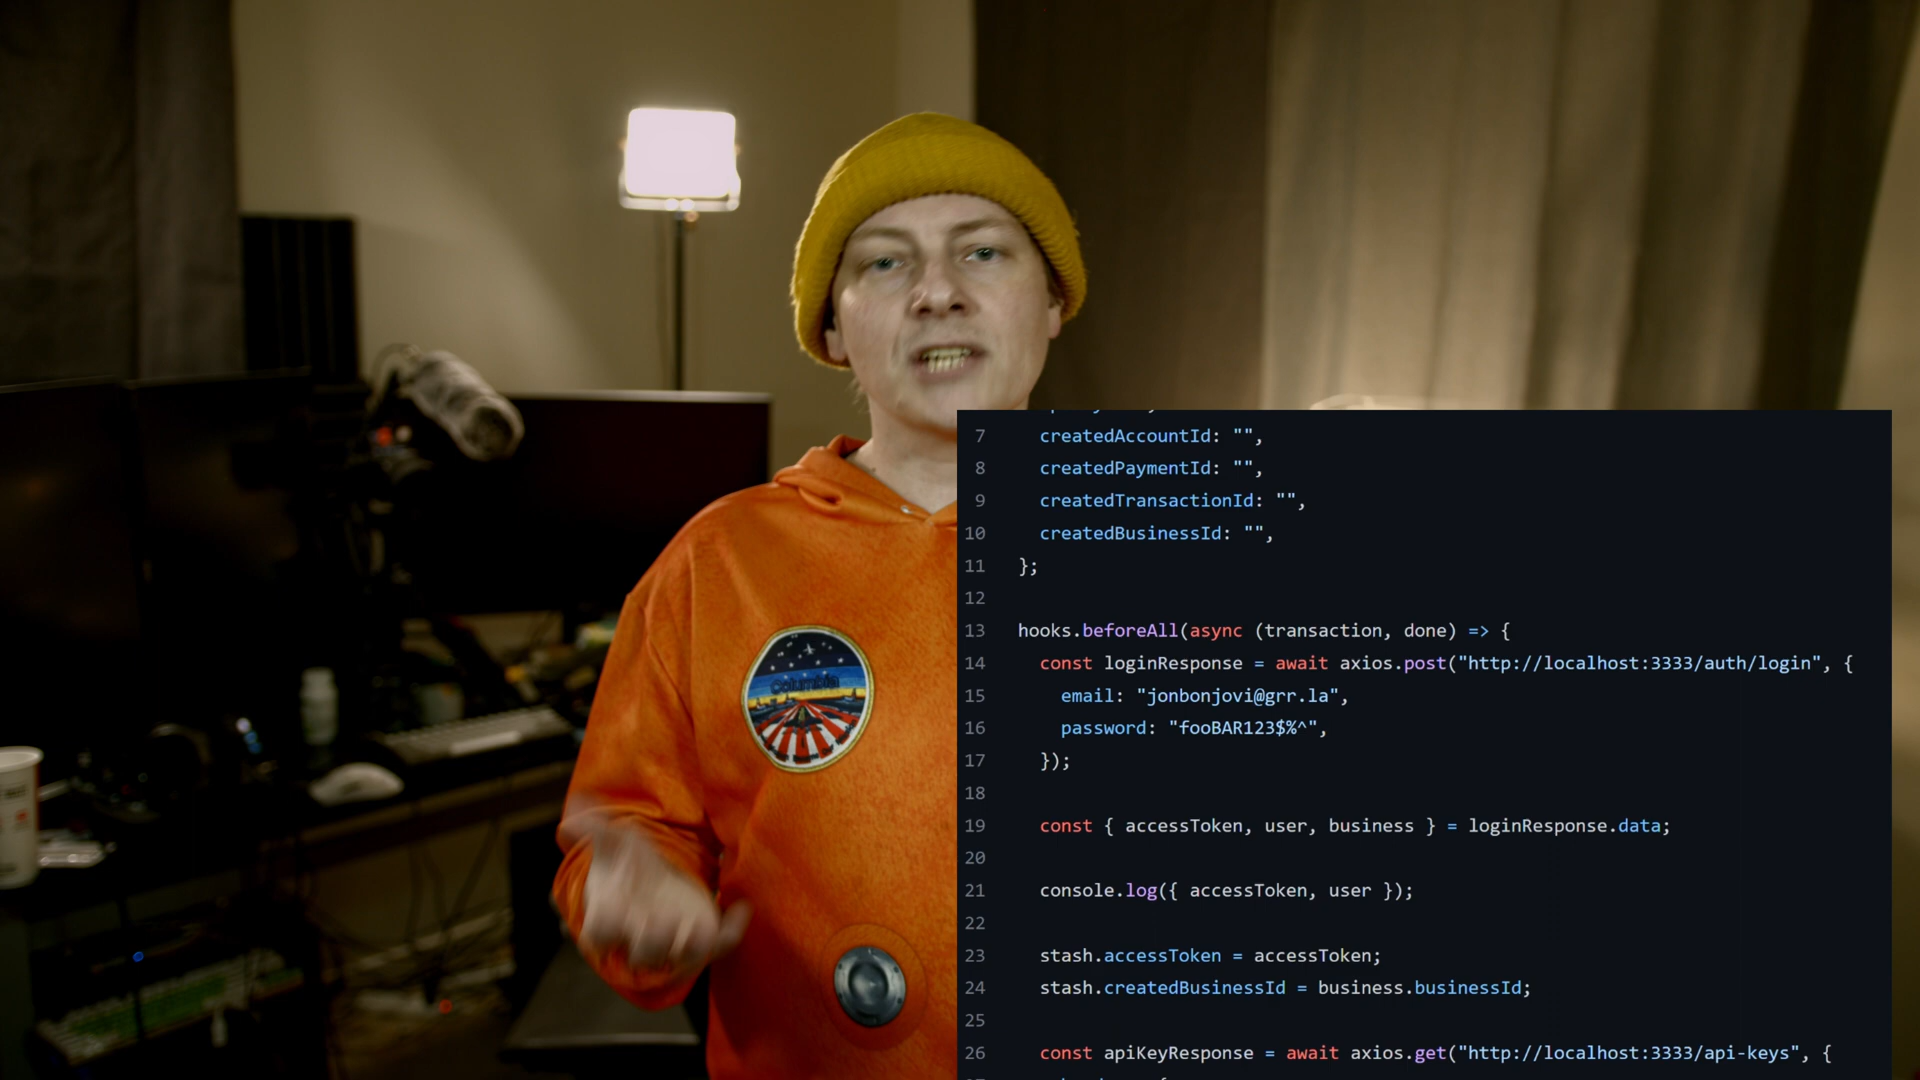 Columbia
7 createdAccountId: "",
8 createdPaymentId: "",
9 createdTransactionId: "",
10 createdBusinessId: "",
11 };
12
13 hooks.beforeAll(async (transaction, done) => {
14 const loginResponse = await axios.post("http://localhost:3333/auth/login", {
15 email: "jonbonjovi@grr.la",
16 password: "fooBAR123$%^",
17 });
18
19 const { accessToken, user, business } = loginResponse.data;
20
21 console.log({ accessToken, user });
22
23 stash.accessToken = accessToken;
24 stash.createdBusinessId = business.businessId;
25
26 const apiKeyResponse = await axios.get("http://localhost:3333/api-keys", {